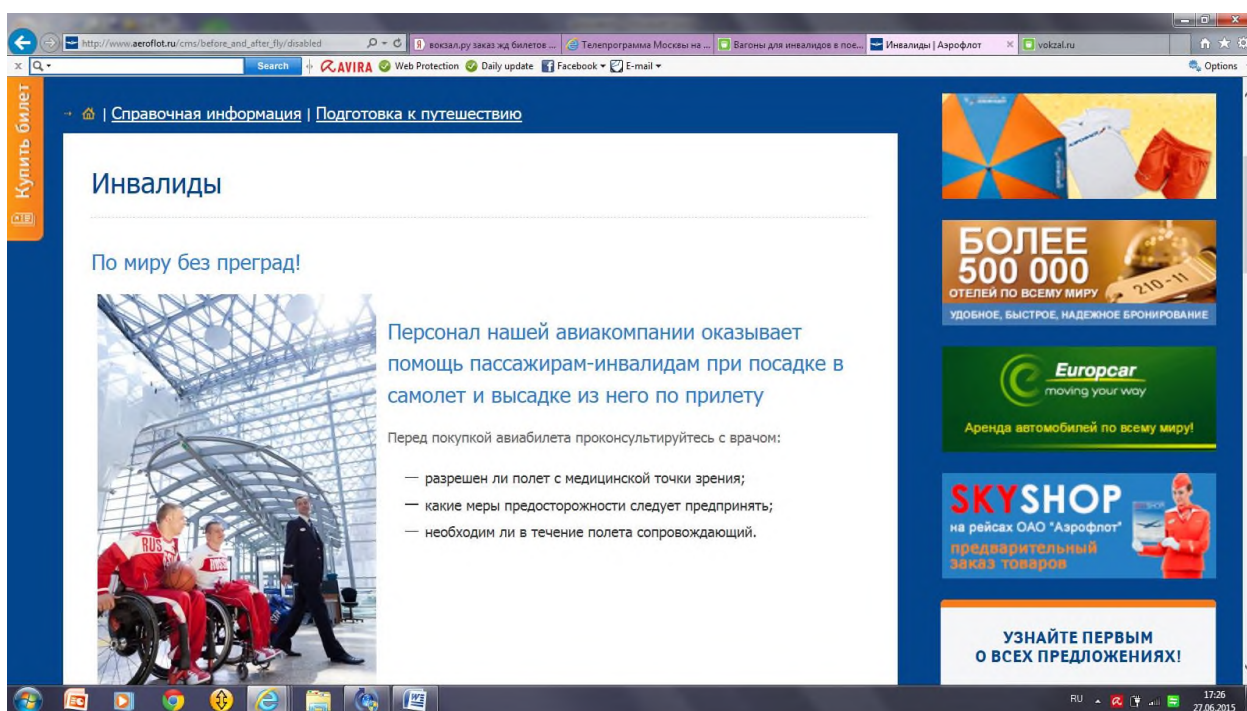 http://www.aeroflot.ru/cms/before_and_after_fly/disabled
вокзал.ру заказ жд билетов ...
Телепрограмма Москвы на ...
Вагоны для инвалидов в пое...
Инвалиды | Аэрофлот
vokzal.ru
Search
AVIRA
Web Protection
Daily update
Facebook
E-mail
Options
Купить билет
| Справочная информация | Подготовка к путешествию
Инвалиды
По миру без преград!
Персонал нашей авиакомпании оказывает
помощь пассажирам-инвалидам при посадке в
самолет и высадке из него по прилету
Перед покупкой авиабилета проконсультируйтесь с врачом:
— разрешен ли полет с медицинской точки зрения;
— какие меры предосторожности следует предпринять;
— необходим ли в течение полета сопровождающий.
RUS
БОЛЕЕ
500 000
ОТЕЛЕЙ ПО ВСЕМУ МИРУ
210-11
УДОБНОЕ, БЫСТРОЕ, НАДЕЖНОЕ БРОНИРОВАНИЕ
Europcar
moving your way
Аренда автомобилей по всему миру!
SKYSHOP
на рейсах ОАО "Аэрофлот"
предварительный
заказ товаров
УЗНАЙТЕ ПЕРВЫМ
О ВСЕХ ПРЕДЛОЖЕНИЯХ!
RU
17:26
27.06.2015